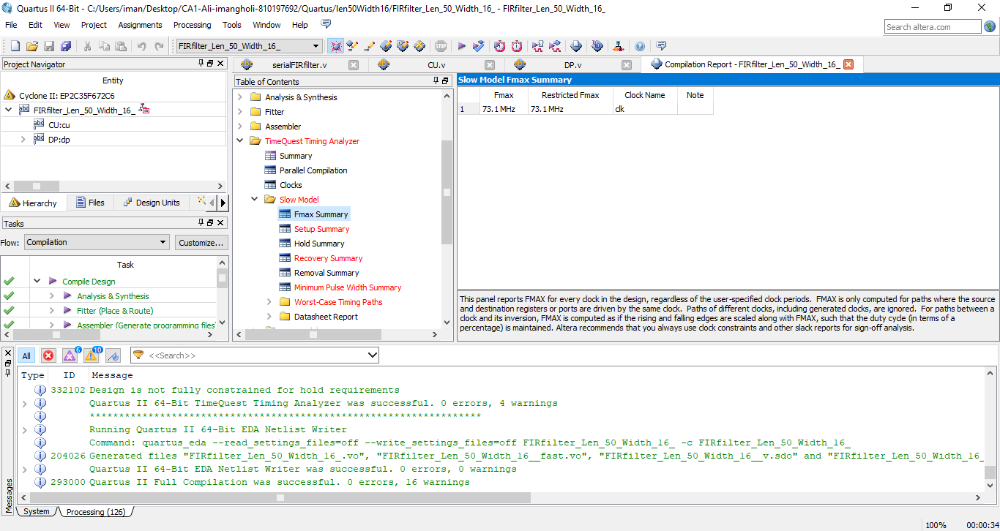 Quartus II 64-Bit - C:/Users/iman/Desktop/CA1-Ali-imangholi-810197692/Quartus/len50Width16/FIRfilter_Len_50_Width_16_ - FIRfilter_Len_50_Width_16_
File Edit View Project Assignments Processing Tools Window Help
Search altera.com
FIRfilter_Len_50_Width_16_
STOP
Project Navigator
Entity
Cyclone II: EP2C35F672C6
abc FIRfilter_Len_50_Width_16_
abc CU:cu
abc DP:dp
Hierarchy Files Design Units
Tasks
Flow: Compilation Customize...
Task
Compile Design
Analysis & Synthesis
Fitter (Place & Route)
Assembler (Generate programming files
serialFIRfilter.v CU.v DP.v Compilation Report - FIRfilter_Len_50_Width_16_
Table of Contents
Analysis & Synthesis
Fitter
Assembler
TimeQuest Timing Analyzer
Summary
Parallel Compilation
Clocks
Slow Model
Fmax Summary
Setup Summary
Hold Summary
Recovery Summary
Removal Summary
Minimum Pulse Width Summary
Worst-Case Timing Paths
Datasheet Report
Slow Model Fmax Summary
Fmax Restricted Fmax Clock Name Note
1 73.1 MHz 73.1 MHz clk
This panel reports FMAX for every clock in the design, regardless of the user-specified clock periods. FMAX is only computed for paths where the source
and destination registers or ports are driven by the same clock. Paths of different clocks, including generated clocks, are ignored. For paths between a
clock and its inversion, FMAX is computed as if the rising and falling edges are scaled along with FMAX, such that the duty cycle (in terms of a
percentage) is maintained. Altera recommends that you always use clock constraints and other slack reports for sign-off analysis.
All 6 10 <<Search>>
Type ID Message
332102 Design is not fully constrained for hold requirements
Quartus II 64-Bit TimeQuest Timing Analyzer was successful. 0 errors, 4 warnings
*******************************************************************
Running Quartus II 64-Bit EDA Netlist Writer
Command: quartus_eda --read_settings_files=off --write_settings_files=off FIRfilter_Len_50_Width_16_ -c FIRfilter_Len_50_Width_16_
204026 Generated files "FIRfilter_Len_50_Width_16_.vo", "FIRfilter_Len_50_Width_16__fast.vo", "FIRfilter_Len_50_Width_16__v.sdo" and "FIRfilter_Len_50_Width_16_
Quartus II 64-Bit EDA Netlist Writer was successful. 0 errors, 0 warnings
293000 Quartus II Full Compilation was successful. 0 errors, 16 warnings
Messages
System Processing (126)
100% 00:00:34